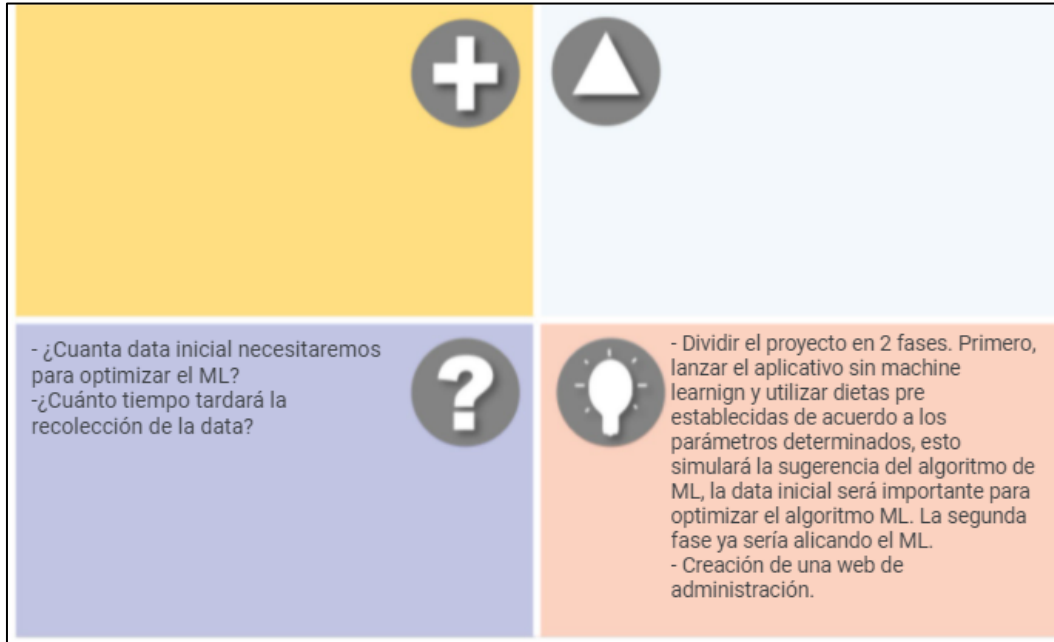 - ¿Cuanta data inicial necesitaremos
para optimizar el ML?
-¿Cuánto tiempo tardará la
recolección de la data?
- Dividir el proyecto en 2 fases. Primero,
lanzar el aplicativo sin machine
learnign y utilizar dietas pre
establecidas de acuerdo a los
parámetros determinados, esto
simulará la sugerencia del algoritmo de
ML, la data inicial será importante para
optimizar el algoritmo ML. La segunda
fase ya sería alicando el ML.
- Creación de una web de
administración.